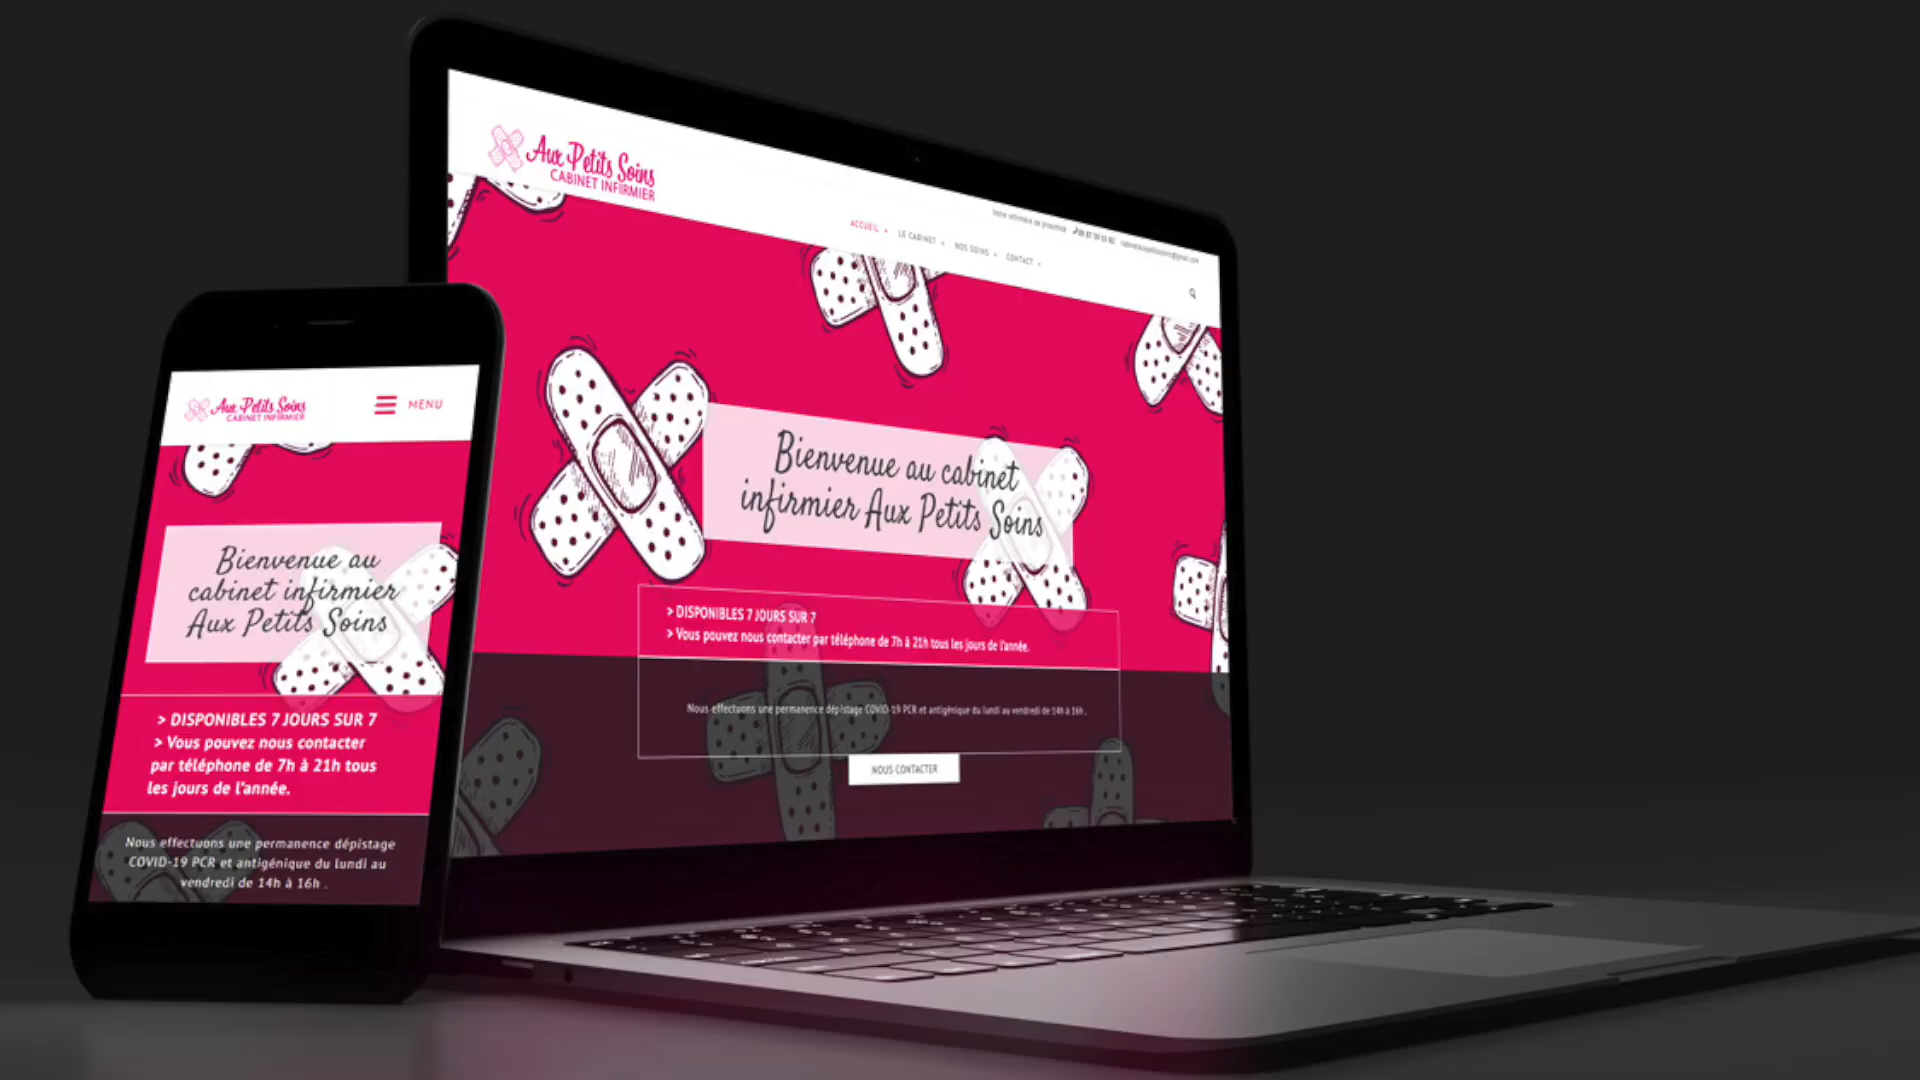 Aux Petits Soins
CABINET INFIRMIER
ACCUEIL
LE CABINET
NOS SOINS
CONTACT
Bienvenue au cabinet
infirmier Aux Petits Soins
> DISPONIBLES 7 JOURS SUR 7
> Vous pouvez nous contacter par téléphone de 7h à 21h tous les jours de l'année.
Nous effectuons une permanence dépistage COVID-19 PCR et antigénique du lundi au vendredi de 14h à 16h .
NOUS CONTACTER
Aux Petits Soins
CABINET INFIRMIER
MENU
Bienvenue au
cabinet infirmier
Aux Petits Soins
> DISPONIBLES 7 JOURS SUR 7
> Vous pouvez nous contacter
par téléphone de 7h à 21h tous
les jours de l'année.
Nous effectuons une permanence dépistage
COVID-19 PCR et antigénique du lundi au
vendredi de 14h à 16h .